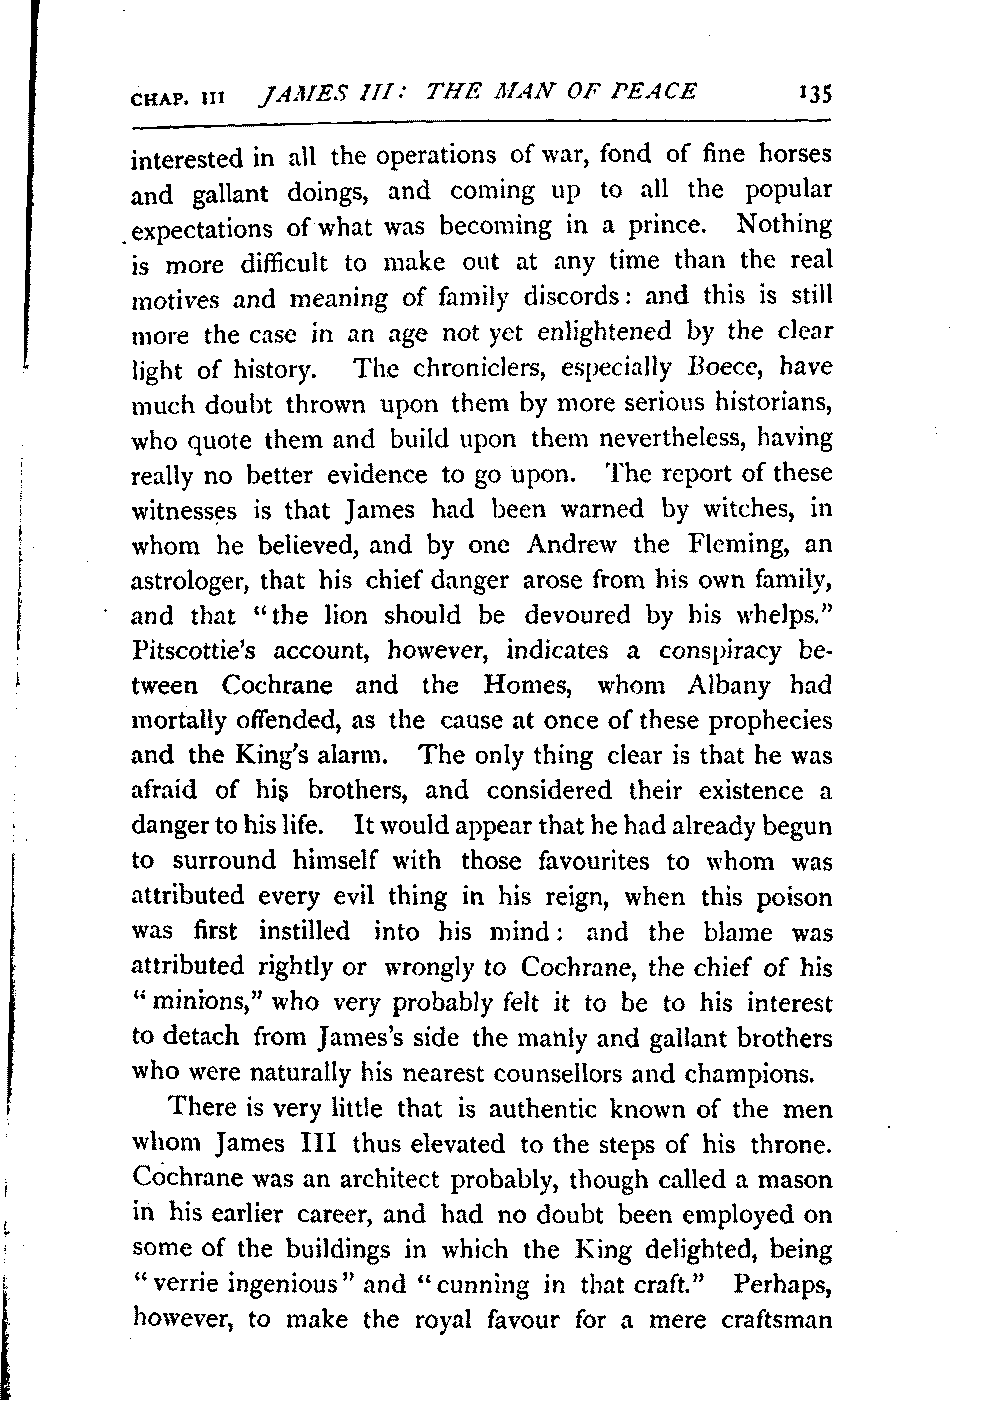 CHAP. III JAMES III: THE MAN OF PEACE 135
interested in all the operations of war, fond of fine horses
and gallant doings, and coming up to all the popular
expectations of what was becoming in a prince. Nothing
is more difficult to make out at any time than the real
motives and meaning of family discords: and this is still
more the case in an age not yet enlightened by the clear
light of history. The chroniclers, especially Boece, have
much doubt thrown upon them by more serious historians,
who quote them and build upon them nevertheless, having
really no better evidence to go upon. The report of these
witnesses is that James had been warned by witches, in
whom he believed, and by one Andrew the Fleming, an
astrologer, that his chief danger arose from his own family,
and that "the lion should be devoured by his whelps."
Pitscottie's account, however, indicates a conspiracy be-
tween Cochrane and the Homes, whom Albany had
mortally offended, as the cause at once of these prophecies
and the King's alarm. The only thing clear is that he was
afraid of his brothers, and considered their existence a
danger to his life. It would appear that he had already begun
to surround himself with those favourites to whom was
attributed every evil thing in his reign, when this poison
was first instilled into his mind: and the blame was
attributed rightly or wrongly to Cochrane, the chief of his
"minions," who very probably felt it to be to his interest
to detach from James's side the manly and gallant brothers
who were naturally his nearest counsellors and champions.
There is very little that is authentic known of the men
whom James III thus elevated to the steps of his throne.
Cochrane was an architect probably, though called a mason
in his earlier career, and had no doubt been employed on
some of the buildings in which the King delighted, being
"verrie ingenious" and "cunning in that craft." Perhaps,
however, to make the royal favour for a mere craftsman